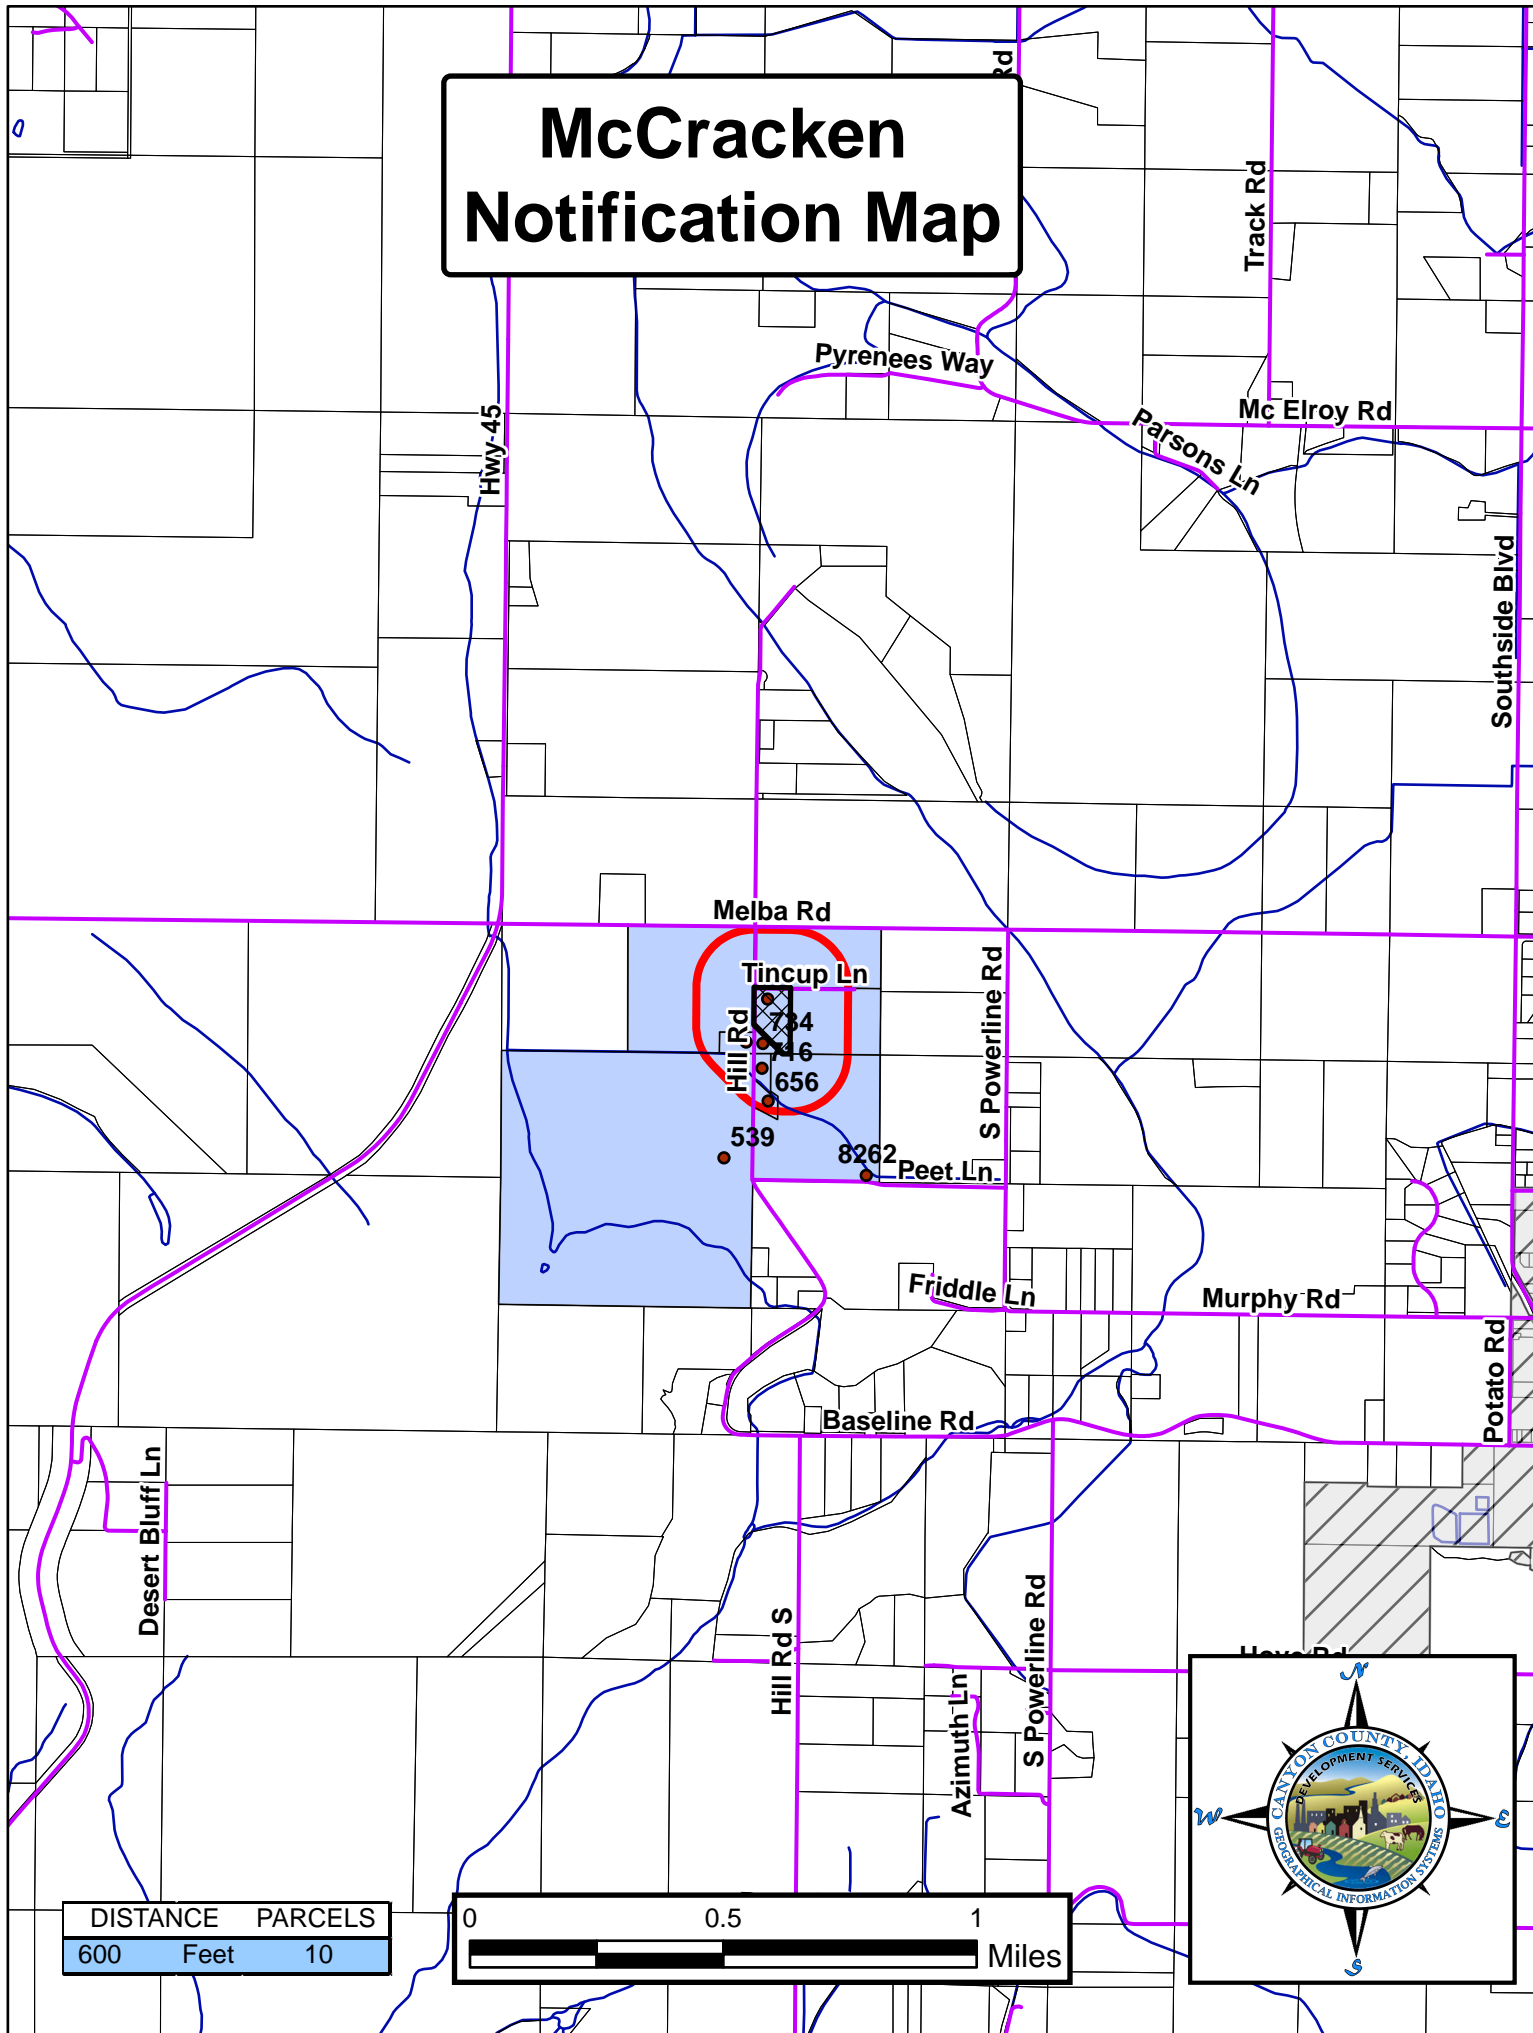 Rd
McCracken
Notification Map
Track Rd
Pyrenees Way
Mc Elroy Rd
Parsons Ln
Hwy 45
Southside Blvd
Melba Rd
Tincup Ln
734
Hill Rd
716
656
S Powerline Rd
539
8262
Peet Ln
Friddle Ln
Murphy Rd
Potato Rd
Baseline Rd
Desert Bluff Ln
Hill Rd S
S Powerline Rd
Azimuth Ln
N
W
E
S
CANYON COUNTY, IDAHO
DEVELOPMENT SERVICES
GEOGRAPHICAL INFORMATION SYSTEMS
DISTANCE PARCELS
600 Feet 10
0 0.5 1
Miles